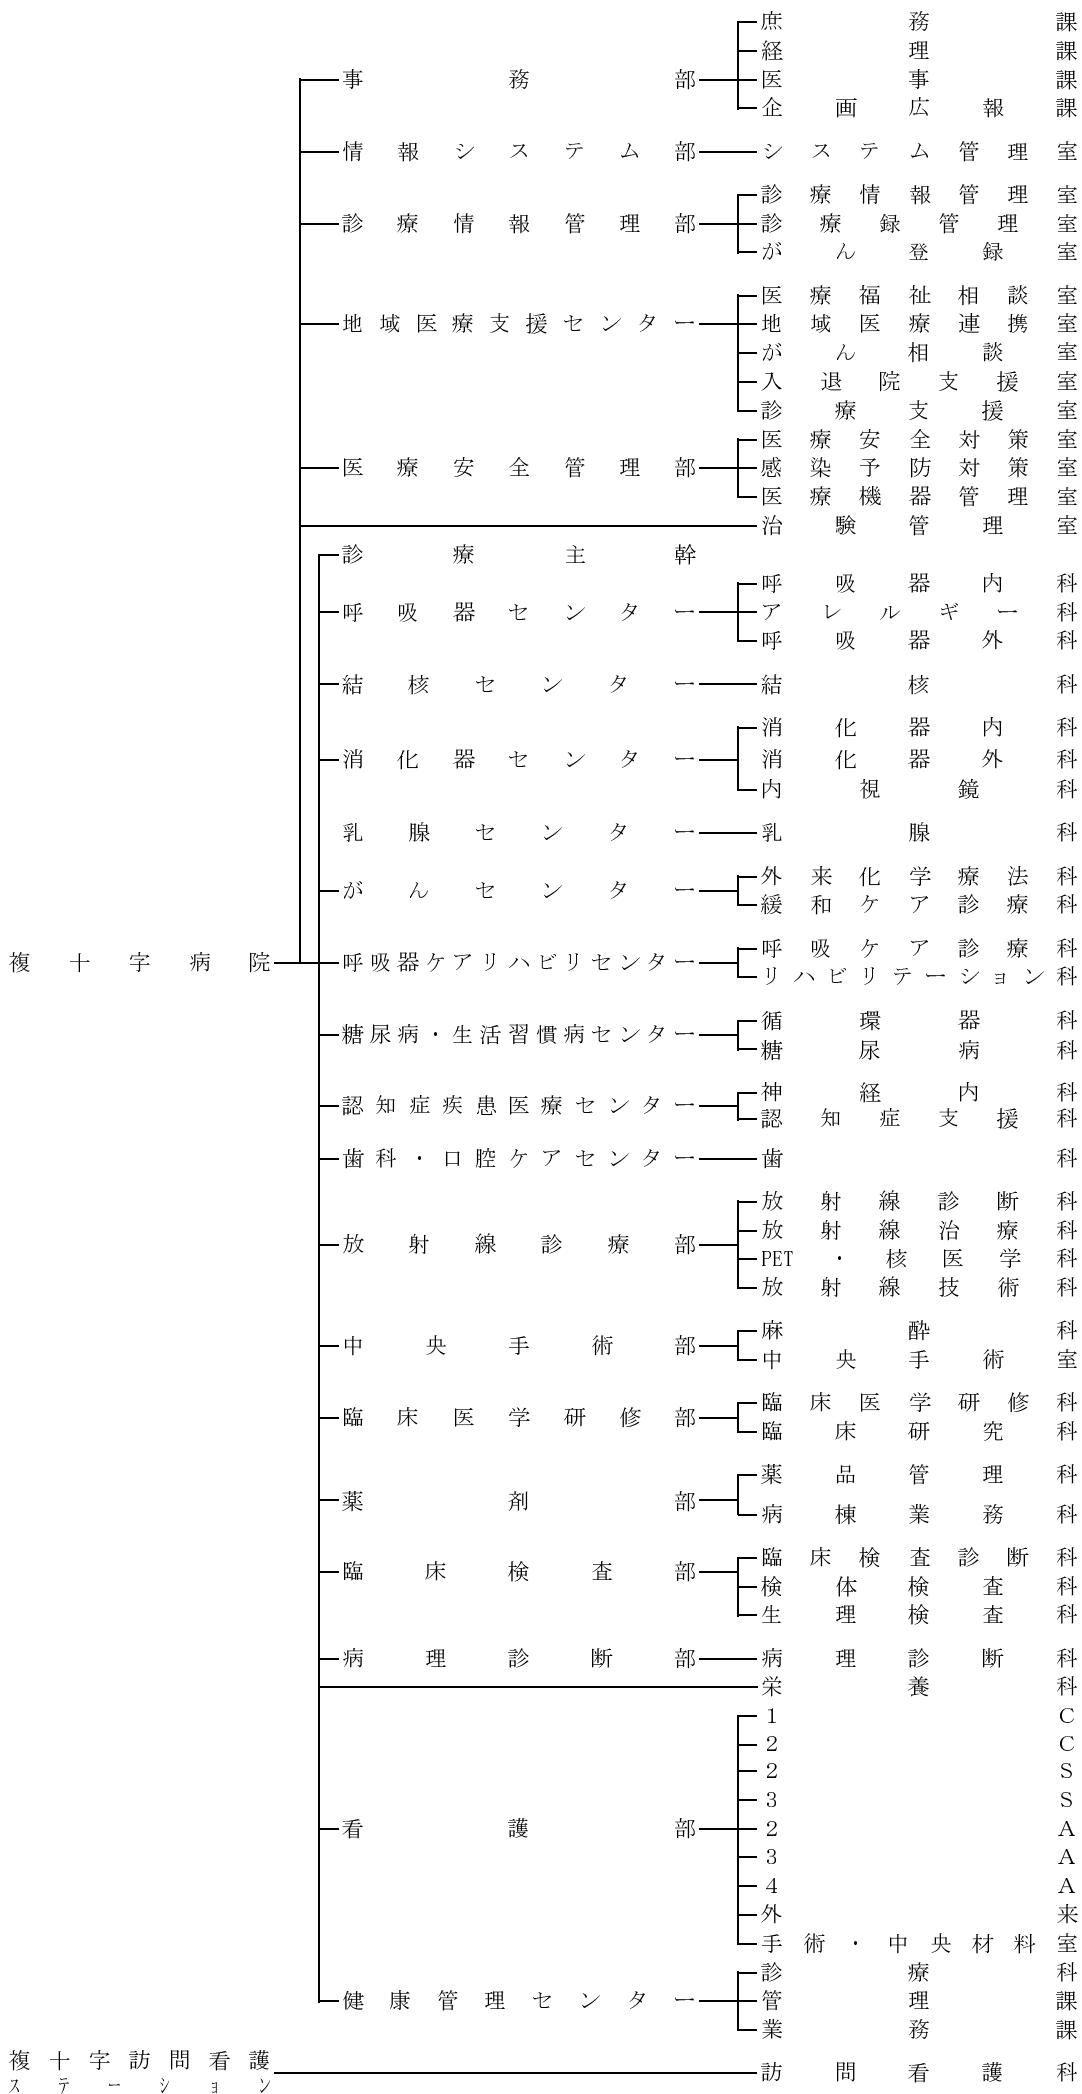 庶務課
経理課
事務部 医事課
企画広報課
情報システム部 システム管理室
診療情報管理室
診療情報管理部 診療録管理室
がん登録室
医療福祉相談室
地域医療支援センター 地域医療連携室
がん相談室
入退院支援室
診療支援室
医療安全対策室
医療安全管理部 感染予防対策室
医療機器管理室
治験管理室
診療主幹
呼吸器内科
呼吸器センター アレルギー科
呼吸器外科
結核センター 結核科
消化器内科
消化器センター 消化器外科
内視鏡科
乳腺センター 乳腺科
外来化学療法科
がんセンター
緩和ケア診療科
呼吸ケア診療科
複十字病院 呼吸器ケアリハビリセンター
リハビリテーション科
循環器科
糖尿病・生活習慣病センター
糖尿病科
神経内科
認知症疾患医療センター
認知症支援科
歯科・口腔ケアセンター 歯科
放射線診断科
放射線治療科
放射線診療部
PET・核医学科
放射線技術科
麻酔科
中央手術部
中央手術室
臨床医学研修科
臨床医学研修部
臨床研究科
薬品管理科
薬剤部
病棟業務科
臨床検査診断科
臨床検査部
検体検査科
生理検査科
病理診断部 病理診断科
栄養科
1C
2C
2S
3S
看護部 2A
3A
4A
外来
手術・中央材料室
診療科
健康管理センター 管理課
業務課
複十字訪問看護
訪問看護科
ステーション